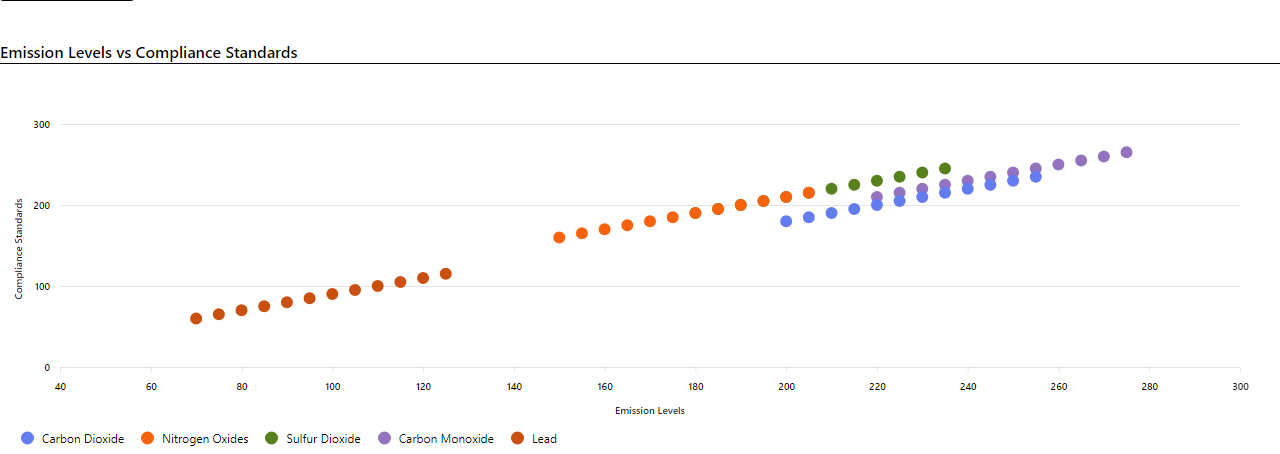 Emission Levels vs Compliance Standards
300
200
100
0
Compliance Standards
40 60 80 100 120 140 160 180 200 220 240 260 280 300
Emission Levels
Carbon Dioxide Nitrogen Oxides Sulfur Dioxide Carbon Monoxide Lead